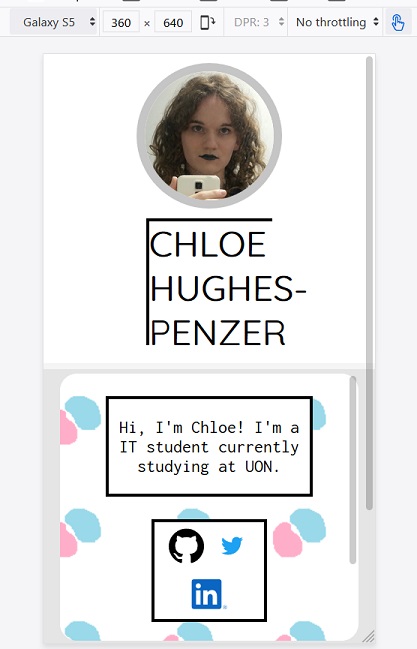 Galaxy S5 360 × 640 DPR: 3 No throttling
CHLOE
HUGHES-
PENZER
Hi, I'm Chloe! I'm a
IT student currently
studying at UON.
in